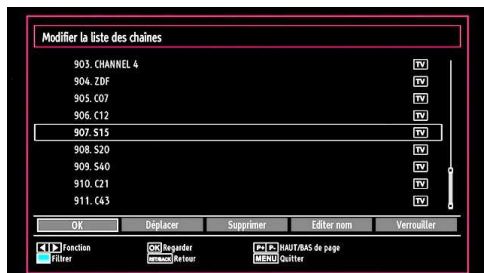 Modifier la liste des chaînes
903. CHANNEL 4 TV
904. ZDF TV
905. C07 TV
906. C12 TV
907. S15 TV
908. S20 TV
909. S40 TV
910. C21 TV
911. C43 TV
OK Déplacer Supprimer Editer nom Verrouiller
Fonction OK Regarder P+ P- HAUT/BAS de page
Filtrer RET/BACK Retour MENU Quitter